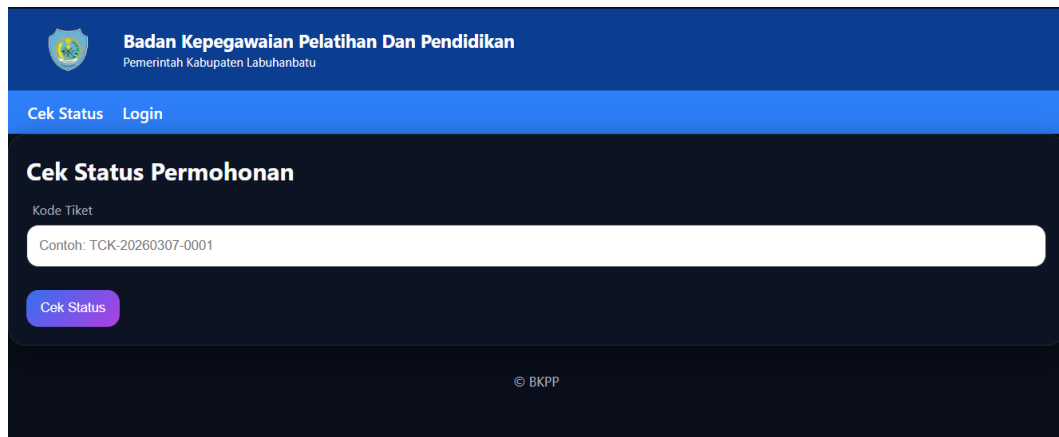 Badan Kepegawaian Pelatihan Dan Pendidikan
Pemerintah Kabupaten Labuhanbatu
Cek Status Login
Cek Status Permohonan
Kode Tiket
Contoh: TCK-20260307-0001
Cek Status
© BKPP